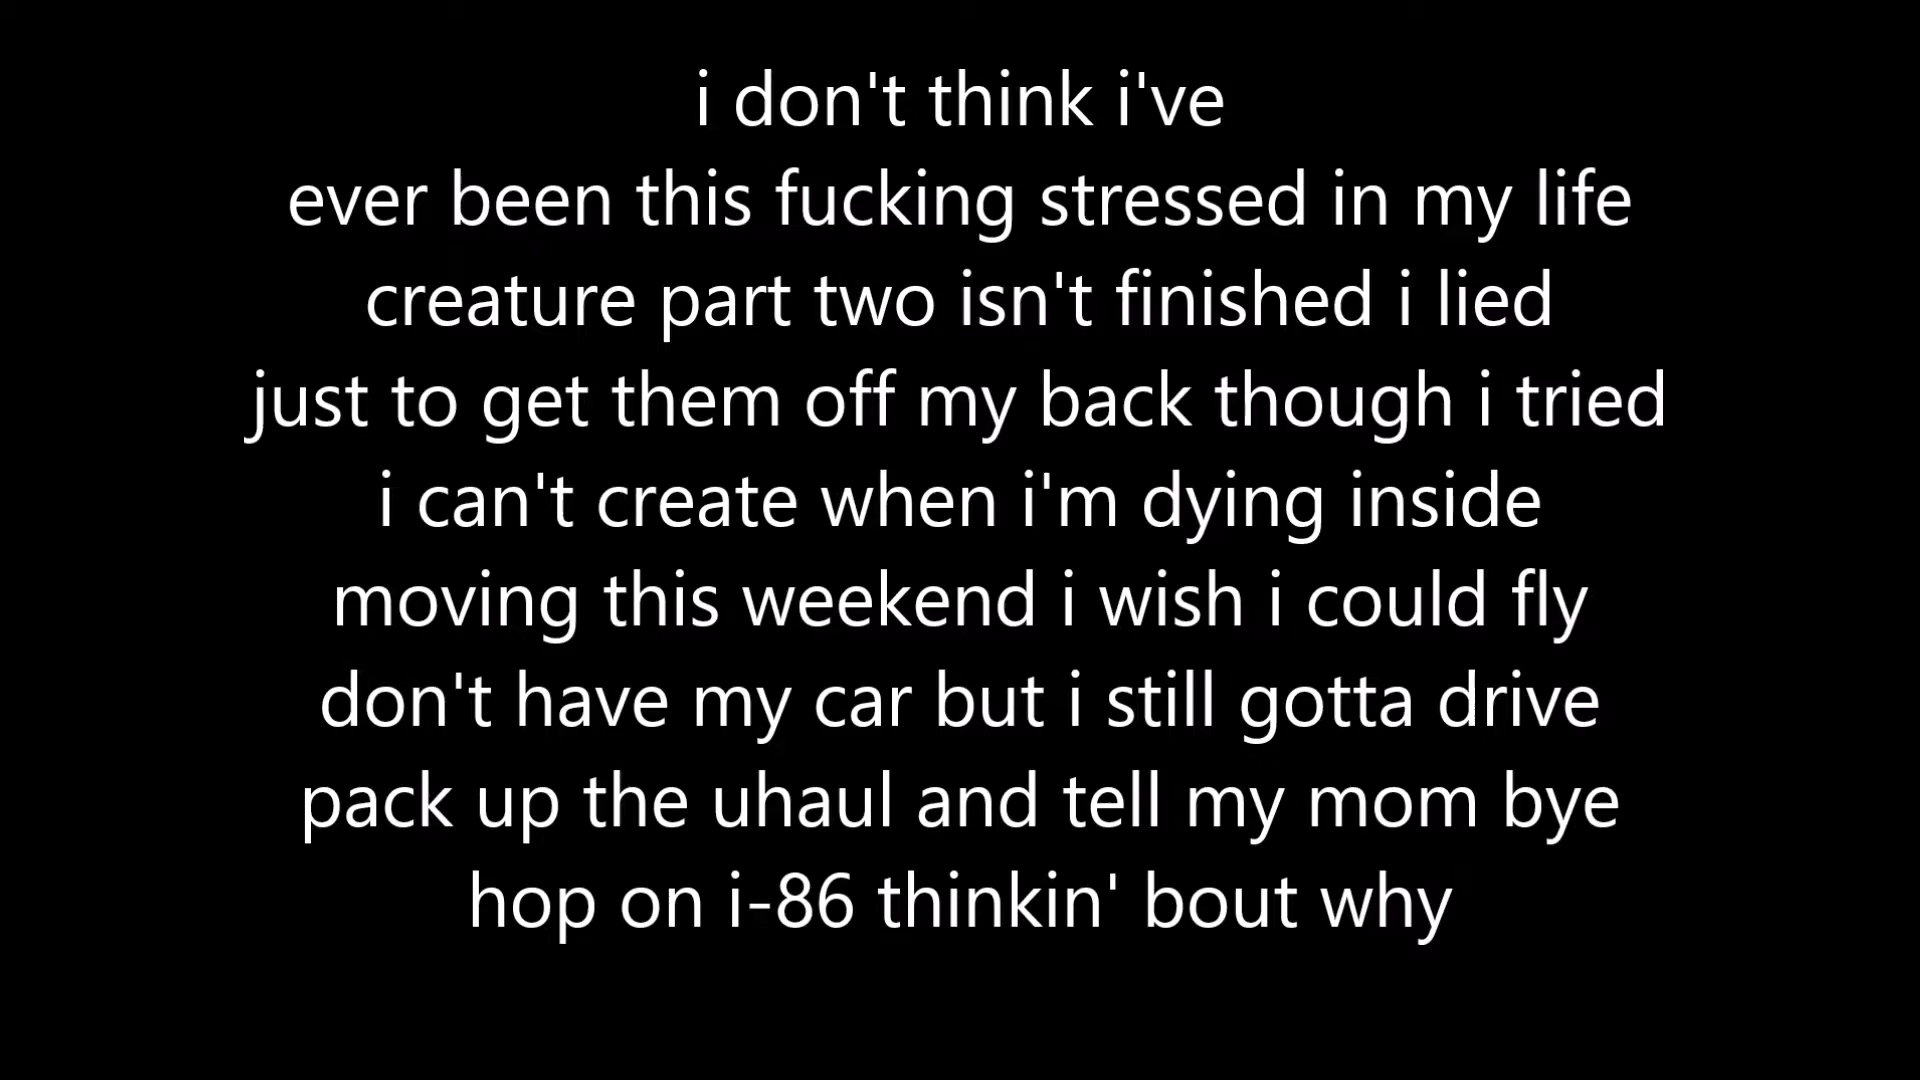 i don't think i've
ever been this fucking stressed in my life
creature part two isn't finished i lied
just to get them off my back though i tried
i can't create when i'm dying inside
moving this weekend i wish i could fly
don't have my car but i still gotta drive
pack up the uhaul and tell my mom bye
hop on i-86 thinkin' bout why